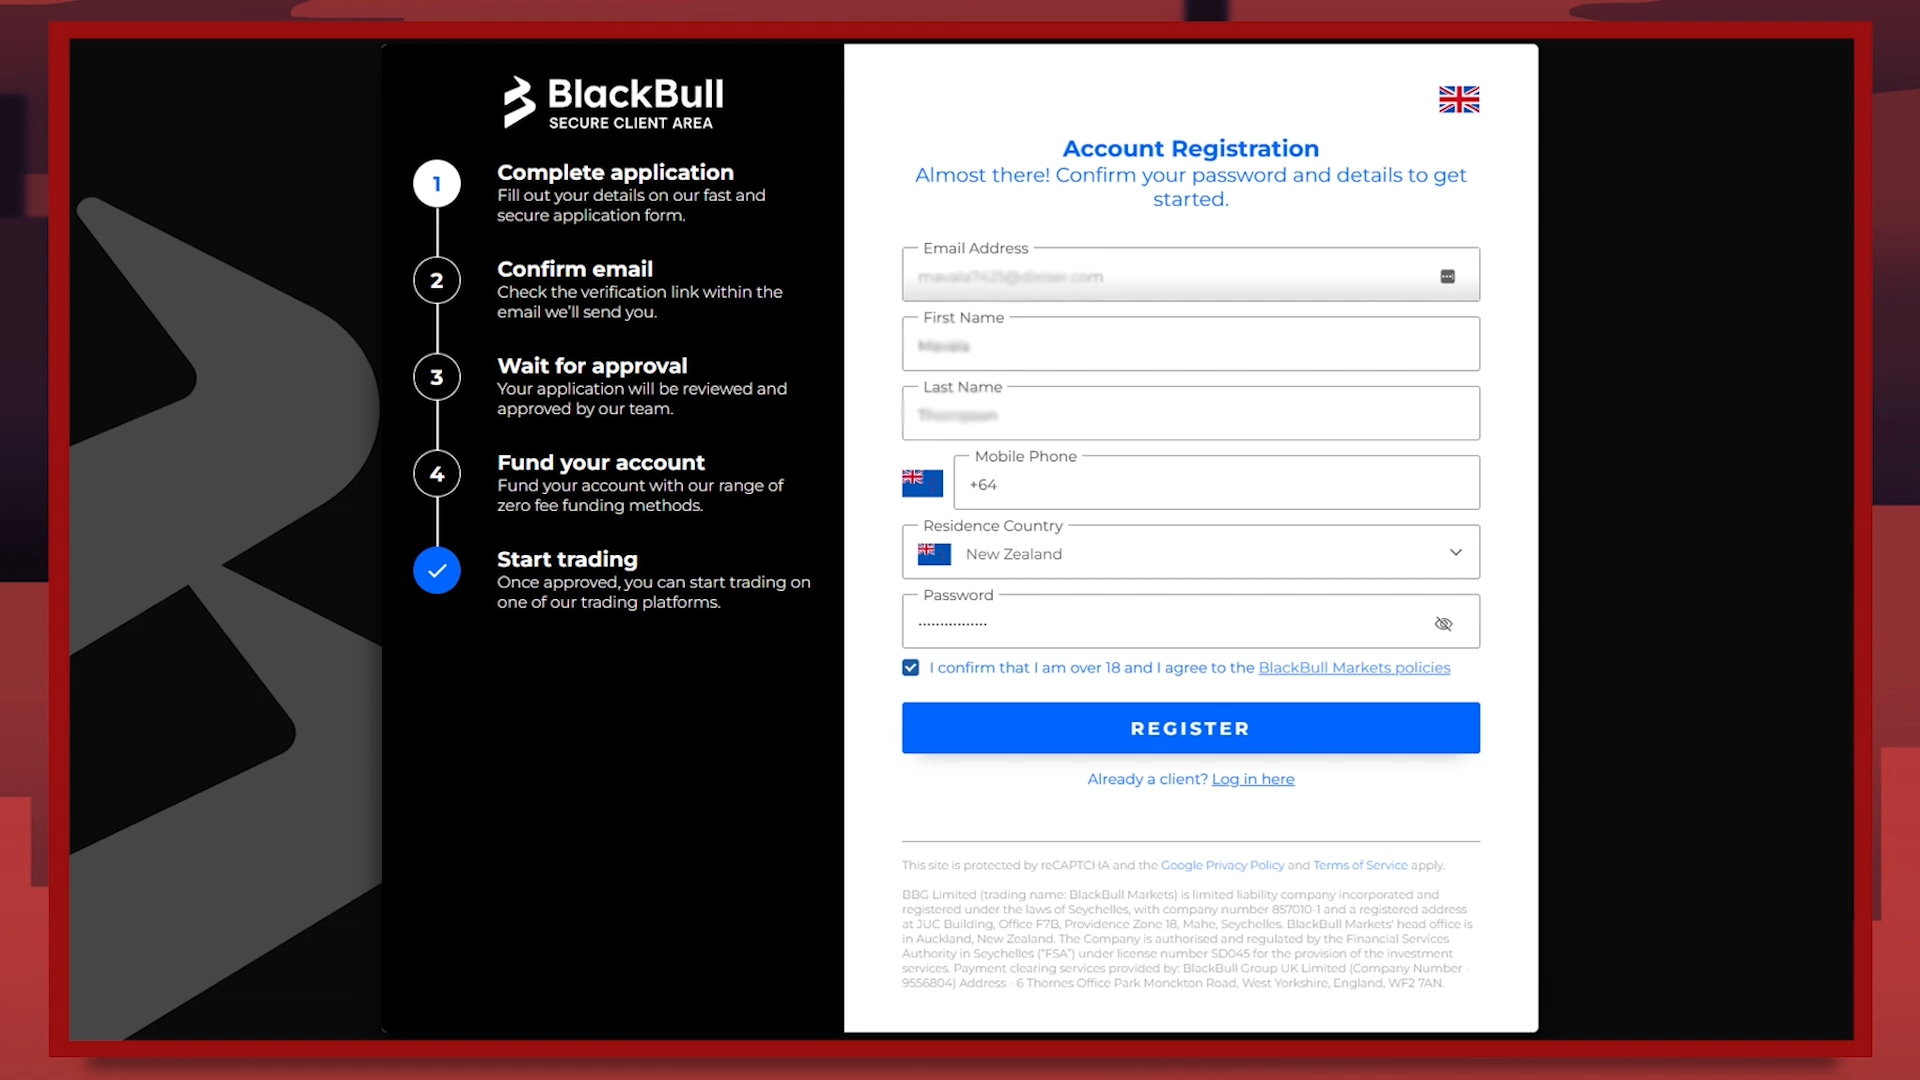 BlackBull
SECURE CLIENT AREA
1
Complete application
Fill out your details on our fast and
secure application form.
2
Confirm email
Check the verification link within the
email we'll send you.
3
Wait for approval
Your application will be reviewed and
approved by our team.
4
Fund your account
Fund your account with our range of
zero fee funding methods.
Start trading
Once approved, you can start trading on
one of our trading platforms.
Account Registration
Almost there! Confirm your password and details to get
started.
Email Address
First Name
Last Name
Mobile Phone
+64
Residence Country
New Zealand
Password
I confirm that I am over 18 and I agree to the BlackBull Markets policies
REGISTER
Already a client? Log in here
This site is protected by reCAPTCHA and the Google Privacy Policy and Terms of Service apply.
BBG Limited (trading name: BlackBull Markets) is limited liability company incorporated and
registered under the laws of Seychelles, with company number 857010-1 and a registered address
at JUC Building, Office F7B, Providence Zone 18, Mahe, Seychelles. BlackBull Markets' head office is
in Auckland, New Zealand. The Company is authorised and regulated by the Financial Services
Authority in Seychelles ("FSA") under license number SD045 for the provision of the investment
services. Payment clearing services provided by: BlackBull Group UK Limited (Company Number -
9556804) Address - 6 Thornes Office Park Monckton Road, West Yorkshire, England, WF2 7AN.